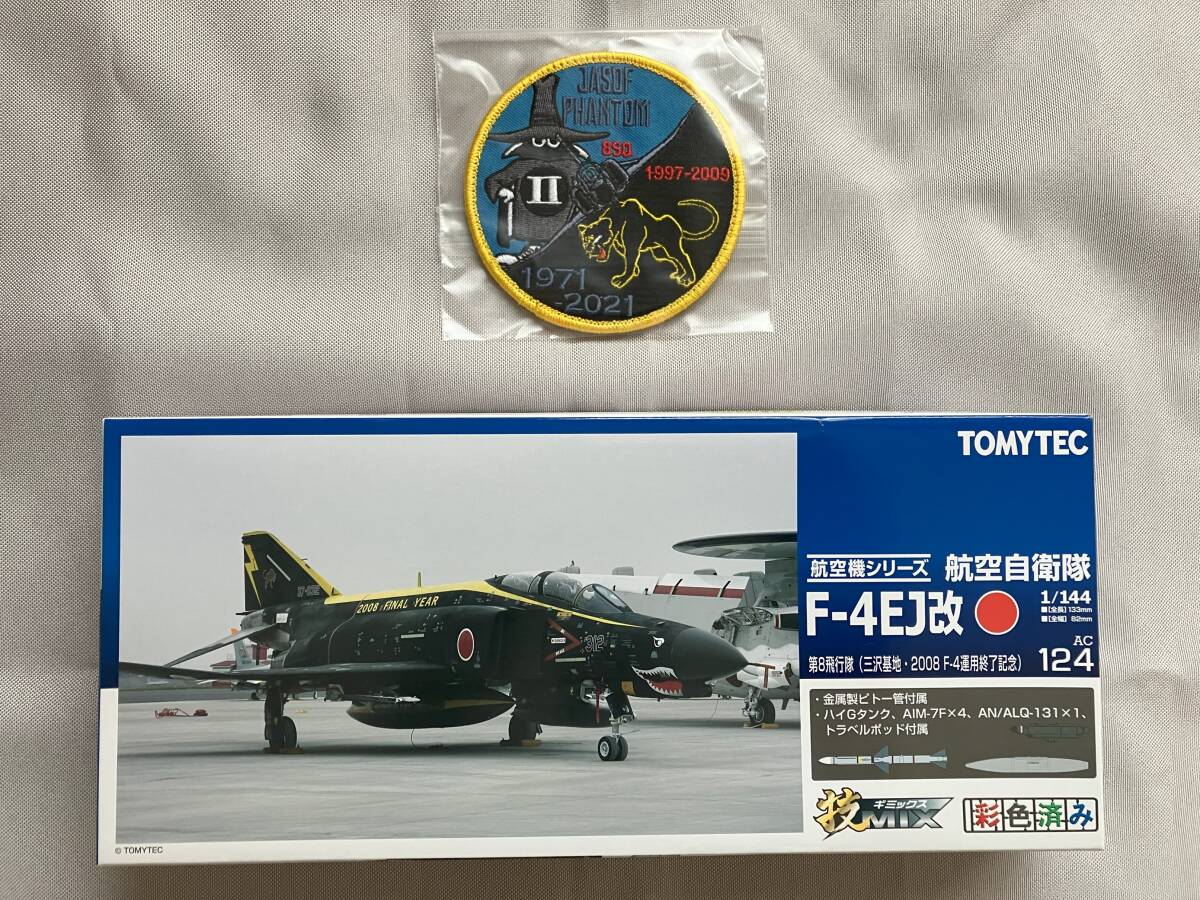 JASDF
PHANTOM
8SQ
1997-2009
II
1971
-2021
TOMYTEC
航空機シリーズ 航空自衛隊
F-4EJ改
1/144
■[全長]133mm
■[全幅]82mm
第8飛行隊(三沢基地・2008 F-4運用終了記念)
AC
124
・金属製ピトー管付属
・ハイGタンク、AIM-7F×4、AN/ALQ-131×1、
トラベルポッド付属
技 ギミックス
MIX
彩色済み
2008 FINAL YEAR
312
© TOMYTEC